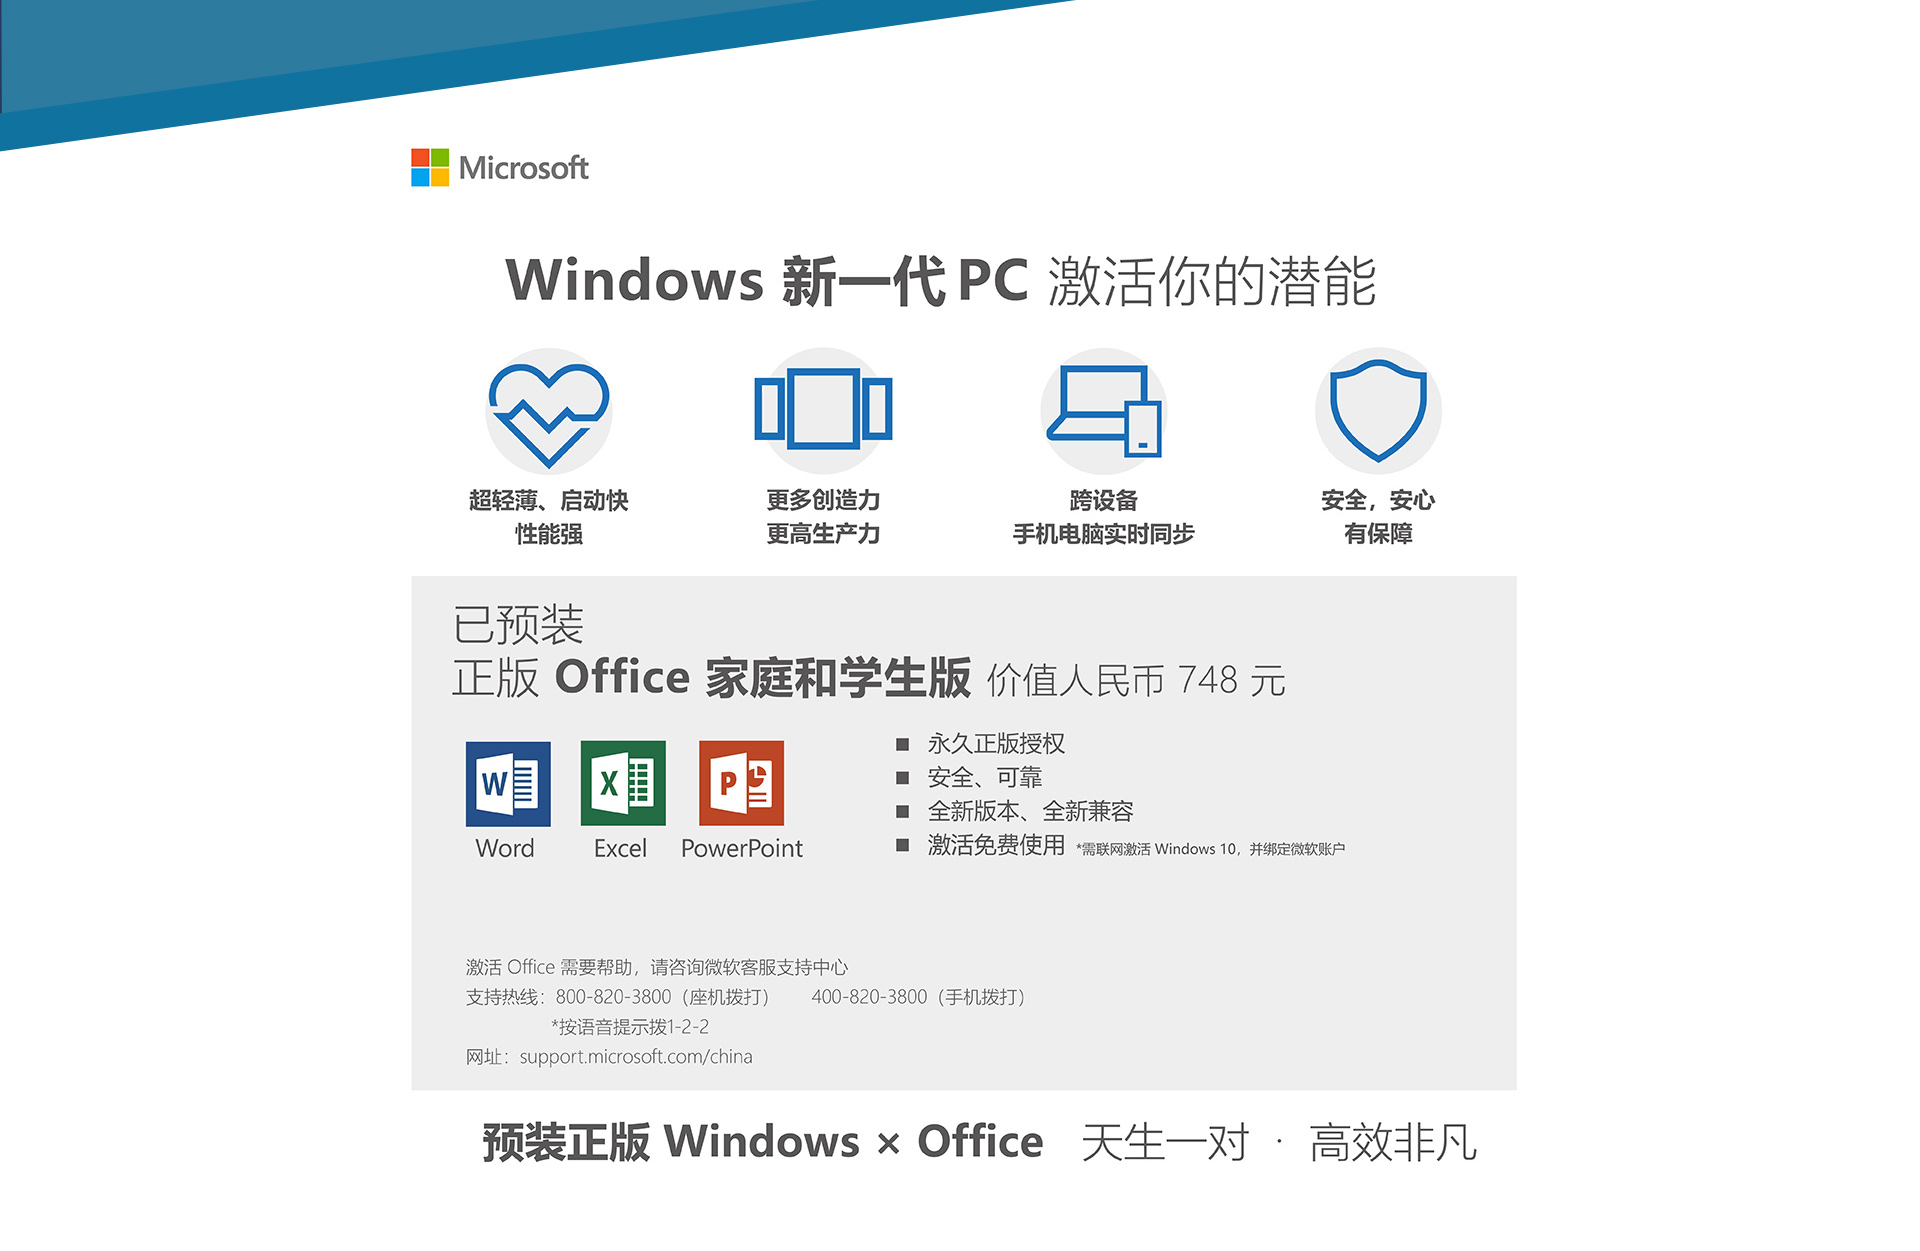 Microsoft
Windows 新一代 PC 激活你的潜能
超轻薄、启动快
性能强
更多创造力
更高生产力
跨设备
手机电脑实时同步
安全，安心
有保障
已预装
正版 Office 家庭和学生版 价值人民币 748 元
W
X
P
Word
Excel
PowerPoint
■ 永久正版授权
■ 安全、可靠
■ 全新版本、全新兼容
■ 激活免费使用 *需联网激活 Windows 10，并绑定微软账户
激活 Office 需要帮助，请咨询微软客服支持中心
支持热线：800-820-3800（座机拨打） 400-820-3800（手机拨打）
*按语音提示拨1-2-2
网址：support.microsoft.com/china
预装正版 Windows × Office 天生一对 · 高效非凡